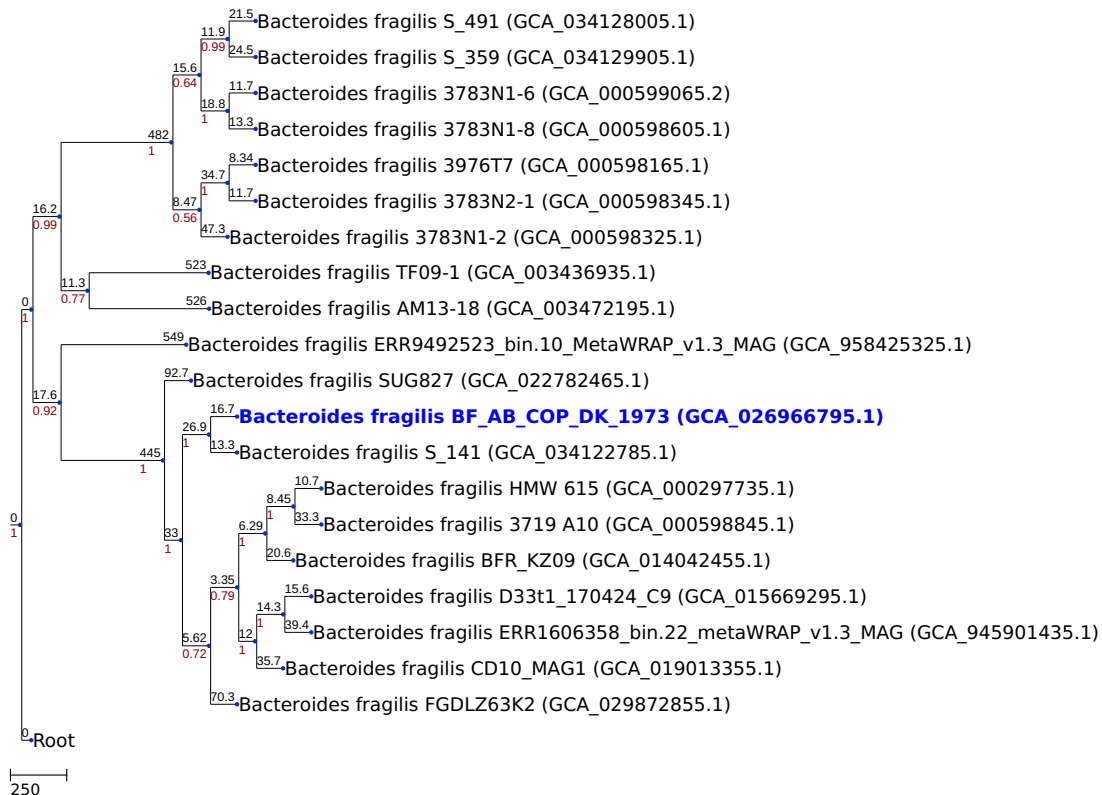 21.5
Bacteroides fragilis S_491 (GCA_034128005.1)
11.9
0.99
24.5
Bacteroides fragilis S_359 (GCA_034129905.1)
15.6
0.64
11.7
Bacteroides fragilis 3783N1-6 (GCA_000599065.2)
18.8
1
13.3
Bacteroides fragilis 3783N1-8 (GCA_000598605.1)
482
1
8.34
Bacteroides fragilis 3976T7 (GCA_000598165.1)
34.7
1
11.7
Bacteroides fragilis 3783N2-1 (GCA_000598345.1)
8.47
0.56
47.3
Bacteroides fragilis 3783N1-2 (GCA_000598325.1)
16.2
0.99
523
Bacteroides fragilis TF09-1 (GCA_003436935.1)
11.3
0.77
526
Bacteroides fragilis AM13-18 (GCA_003472195.1)
0
1
549
Bacteroides fragilis ERR9492523_bin.10_MetaWRAP_v1.3_MAG (GCA_958425325.1)
92.7
Bacteroides fragilis SUG827 (GCA_022782465.1)
17.6
0.92
16.7
Bacteroides fragilis BF_AB_COP_DK_1973 (GCA_026966795.1)
26.9
1
13.3
Bacteroides fragilis S_141 (GCA_034122785.1)
445
1
10.7
Bacteroides fragilis HMW 615 (GCA_000297735.1)
8.45
1
33.3
Bacteroides fragilis 3719 A10 (GCA_000598845.1)
0
1
6.29
1
33
1
20.6
Bacteroides fragilis BFR_KZ09 (GCA_014042455.1)
3.35
0.79
15.6
Bacteroides fragilis D33t1_170424_C9 (GCA_015669295.1)
14.3
1
39.4
Bacteroides fragilis ERR1606358_bin.22_metaWRAP_v1.3_MAG (GCA_945901435.1)
12
1
5.62
0.72
35.7
Bacteroides fragilis CD10_MAG1 (GCA_019013355.1)
70.3
Bacteroides fragilis FGDLZ63K2 (GCA_029872855.1)
0
Root
250